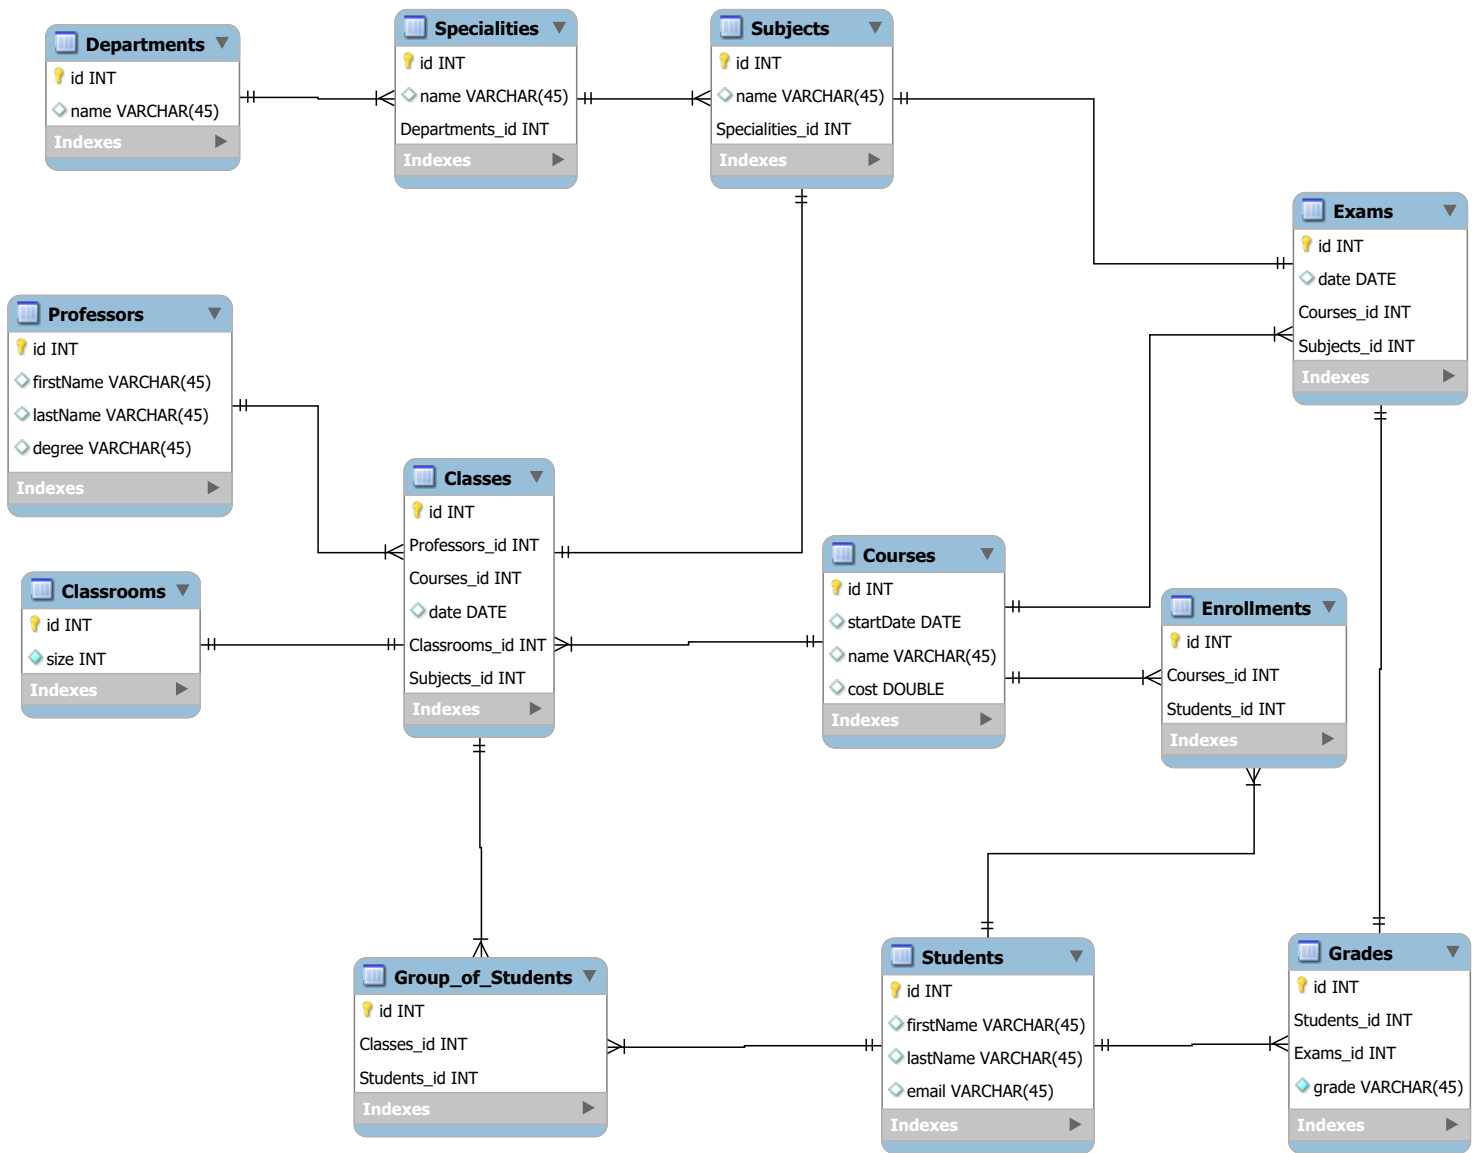 Departments
id INT
name VARCHAR(45)
Indexes
Specialities
id INT
name VARCHAR(45)
Departments_id INT
Indexes
Subjects
id INT
name VARCHAR(45)
Specialities_id INT
Indexes
Exams
id INT
date DATE
Courses_id INT
Subjects_id INT
Indexes
Professors
id INT
firstName VARCHAR(45)
lastName VARCHAR(45)
degree VARCHAR(45)
Indexes
Classes
id INT
Professors_id INT
Courses_id INT
date DATE
Classrooms_id INT
Subjects_id INT
Indexes
Classrooms
id INT
size INT
Indexes
Courses
id INT
startDate DATE
name VARCHAR(45)
cost DOUBLE
Indexes
Enrollments
id INT
Courses_id INT
Students_id INT
Indexes
Group_of_Students
id INT
Classes_id INT
Students_id INT
Indexes
Students
id INT
firstName VARCHAR(45)
lastName VARCHAR(45)
email VARCHAR(45)
Indexes
Grades
id INT
Students_id INT
Exams_id INT
grade VARCHAR(45)
Indexes